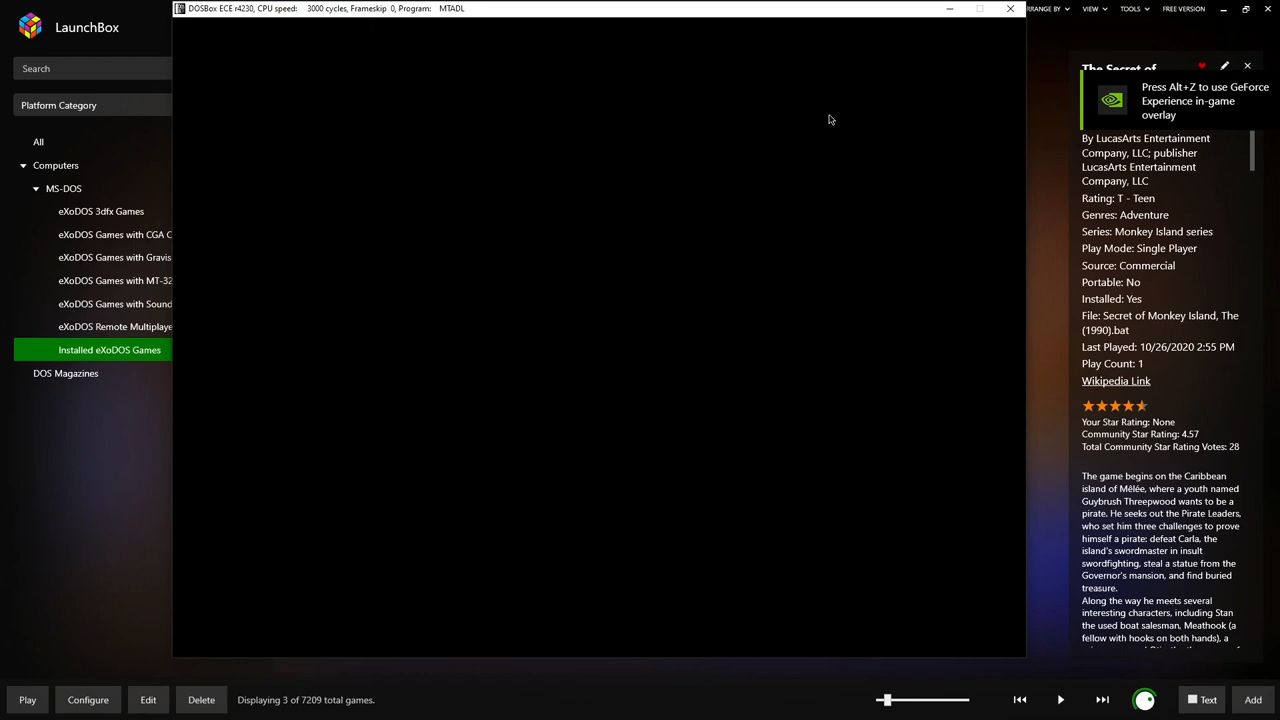 DOSBox ECE r4230, CPU speed: 3000 cycles, Frameskip 0, Program: MTADL
LaunchBox
ARRANGE BY VIEW TOOLS FREE VERSION
Search
Platform Category
All
Computers
MS-DOS
eXoDOS 3dfx Games
eXoDOS Games with CGA C
eXoDOS Games with Gravis
eXoDOS Games with MT-32
eXoDOS Games with Sound
eXoDOS Remote Multiplaye
Installed eXoDOS Games
DOS Magazines
The Secret of
Press Alt+Z to use GeForce
Experience in-game
overlay
By LucasArts Entertainment
Company, LLC; publisher
LucasArts Entertainment
Company, LLC
Rating: T - Teen
Genres: Adventure
Series: Monkey Island series
Play Mode: Single Player
Source: Commercial
Portable: No
Installed: Yes
File: Secret of Monkey Island, The
(1990).bat
Last Played: 10/26/2020 2:55 PM
Play Count: 1
Wikipedia Link
Your Star Rating: None
Community Star Rating: 4.57
Total Community Star Rating Votes: 28
The game begins on the Caribbean
island of Mêlée, where a youth named
Guybrush Threepwood wants to be a
pirate. He seeks out the Pirate Leaders,
who set him three challenges to prove
himself a pirate: defeat Carla, the
island's swordmaster in insult
swordfighting, steal a statue from the
Governor's mansion, and find buried
treasure.
Along the way he meets several
interesting characters, including Stan
the used boat salesman, Meathook (a
fellow with hooks on both hands), a
Play Configure Edit Delete Displaying 3 of 7209 total games.
Text Add